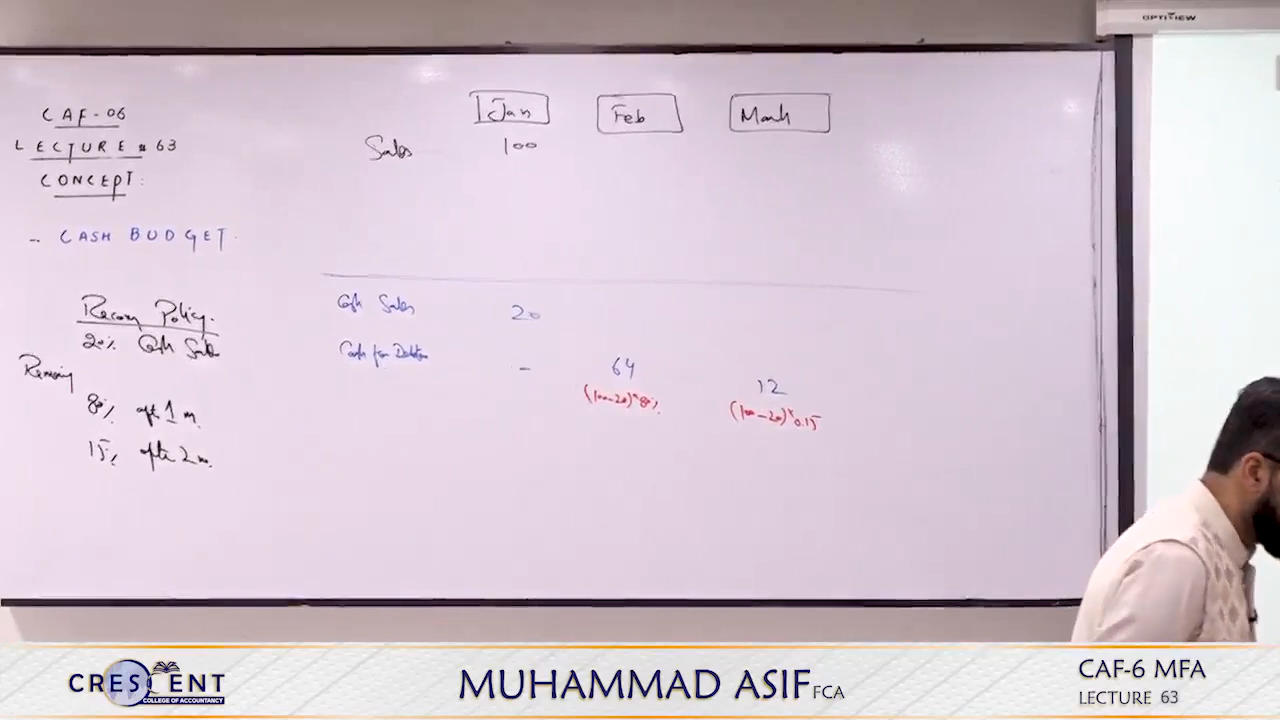 OPTIVIEW
CAF-06
LECTURE # 63
CONCEPT:
- CASH BUDGET.
Jan Feb March
Sales 100
Recovery Policy.
20% Cash Sales
Remaining
80% aft 1 m.
15% after 2 m.
Cash Sales 20
Cash from Debtors - 64 12
(100-20)*80% (100-20)*0.15
CRESCENT
COLLEGE OF ACCOUNTANCY
MUHAMMAD ASIF FCA
CAF-6 MFA
LECTURE 63